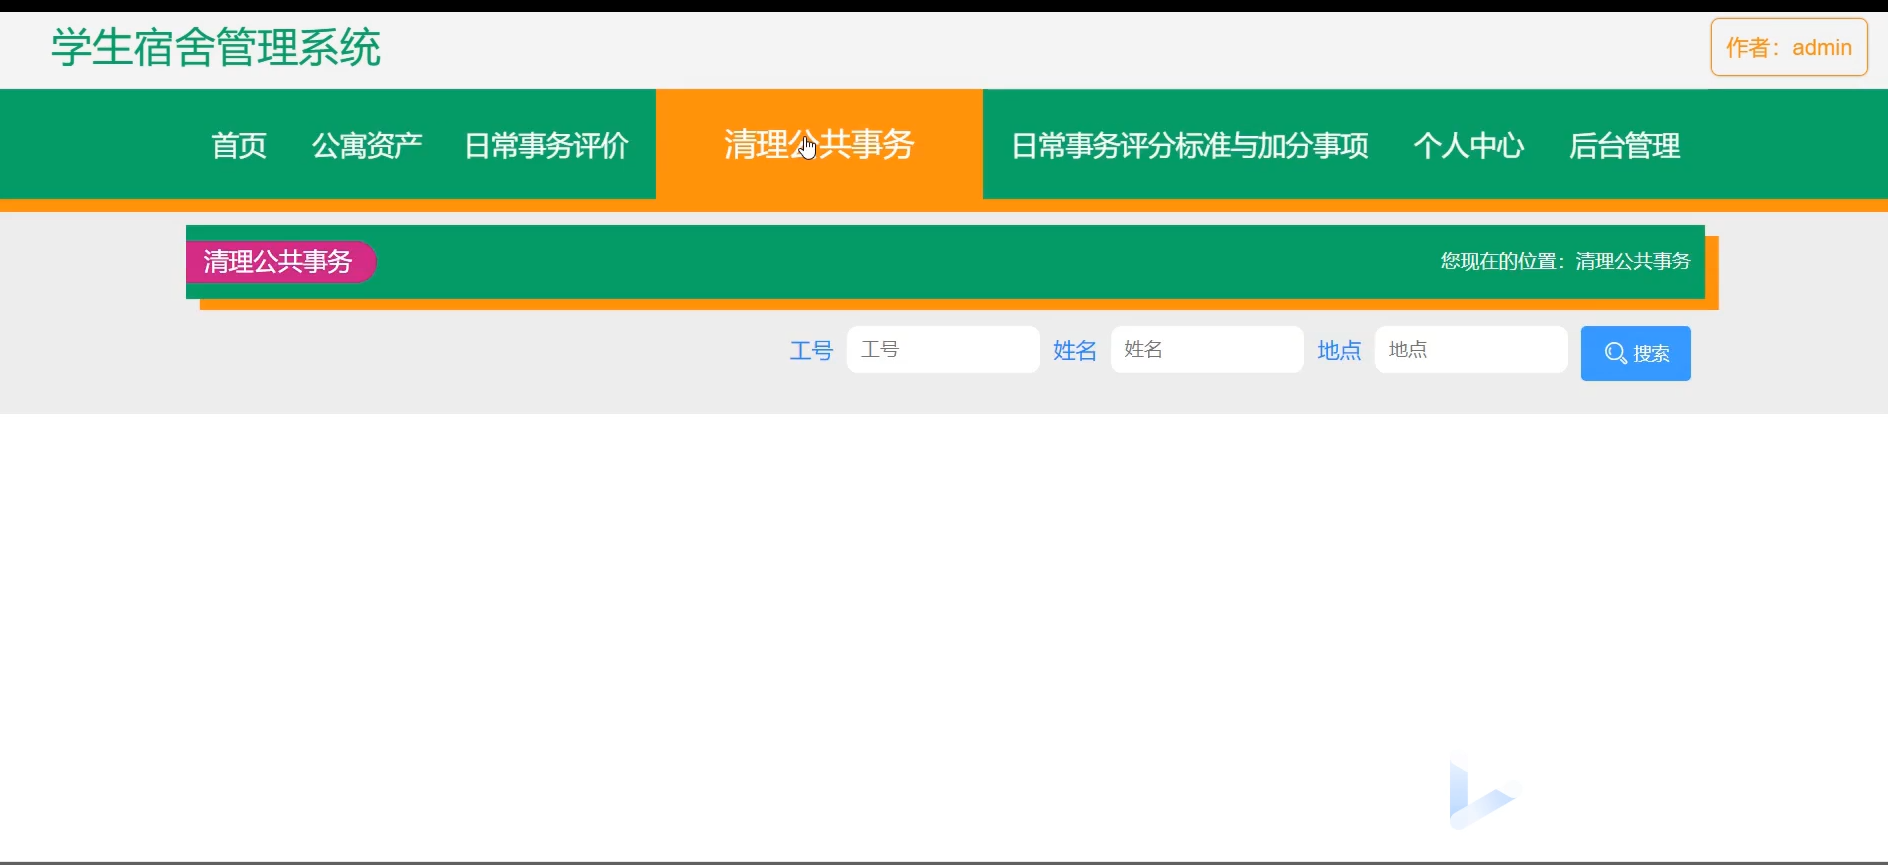 学生宿舍管理系统
作者：admin
首页 公寓资产 日常事务评价 清理公共事务 日常事务评分标准与加分事项 个人中心 后台管理
清理公共事务 您现在的位置：清理公共事务
工号 工号 姓名 姓名 地点 地点 搜索